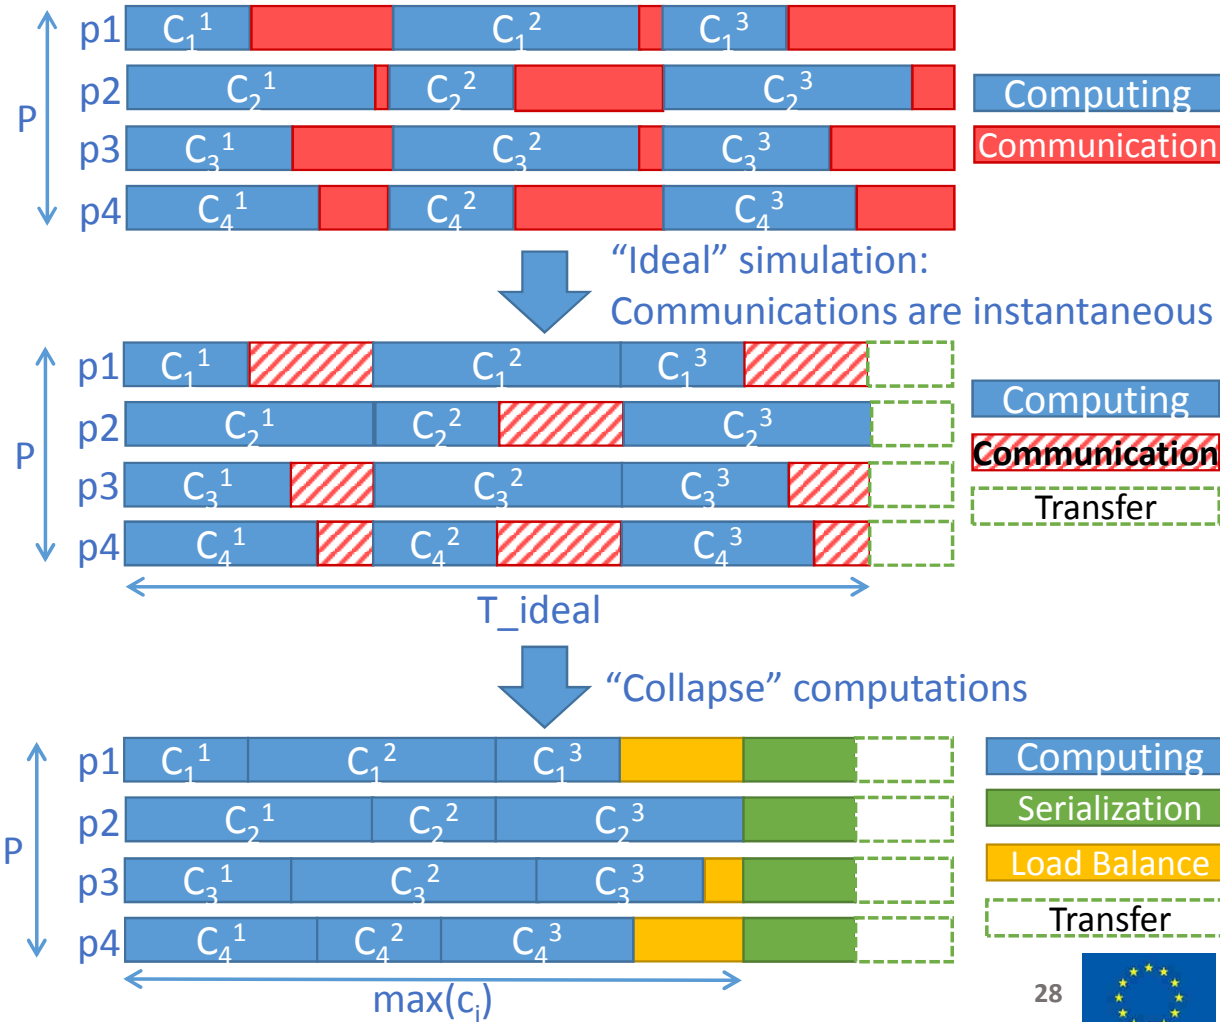 p1 C₁¹ C₁² C₁³
p2 C₂¹ C₂² C₂³
Computing
P
p3 C₃¹ C₃² C₃³
Communication
p4 C₄¹ C₄² C₄³
“Ideal” simulation:
Communications are instantaneous
p1 C₁¹ C₁² C₁³
Computing
p2 C₂¹ C₂² C₂³
P
Communication
p3 C₃¹ C₃² C₃³
Transfer
p4 C₄¹ C₄² C₄³
T_ideal
“Collapse” computations
p1 C₁¹ C₁² C₁³
Computing
p2 C₂¹ C₂² C₂³
Serialization
P
p3 C₃¹ C₃² C₃³
Load Balance
p4 C₄¹ C₄² C₄³
Transfer
max(cᵢ)
28